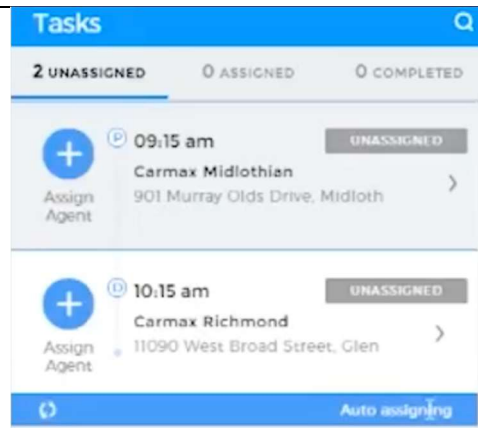 Tasks
2 UNASSIGNED 0 ASSIGNED 0 COMPLETED
P 09:15 am UNASSIGNED
Carmax Midlothian
901 Murray Olds Drive, Midloth
Assign
Agent
D 10:15 am UNASSIGNED
Carmax Richmond
11090 West Broad Street, Glen
Assign
Agent
Auto assigning